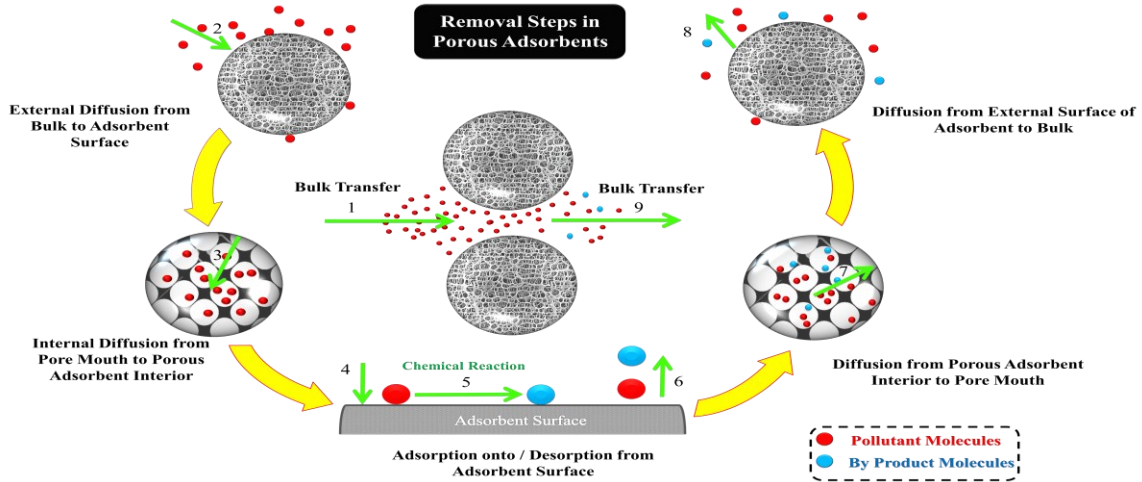 Removal Steps in
Porous Adsorbents
2
External Diffusion from
Bulk to Adsorbent
Surface
8
Diffusion from External Surface of
Adsorbent to Bulk
Bulk Transfer
1
Bulk Transfer
9
3
Internal Diffusion from
Pore Mouth to Porous
Adsorbent Interior
7
Diffusion from Porous Adsorbent
Interior to Pore Mouth
4
Chemical Reaction
5
6
Adsorbent Surface
Adsorption onto / Desorption from
Adsorbent Surface
Pollutant Molecules
By Product Molecules